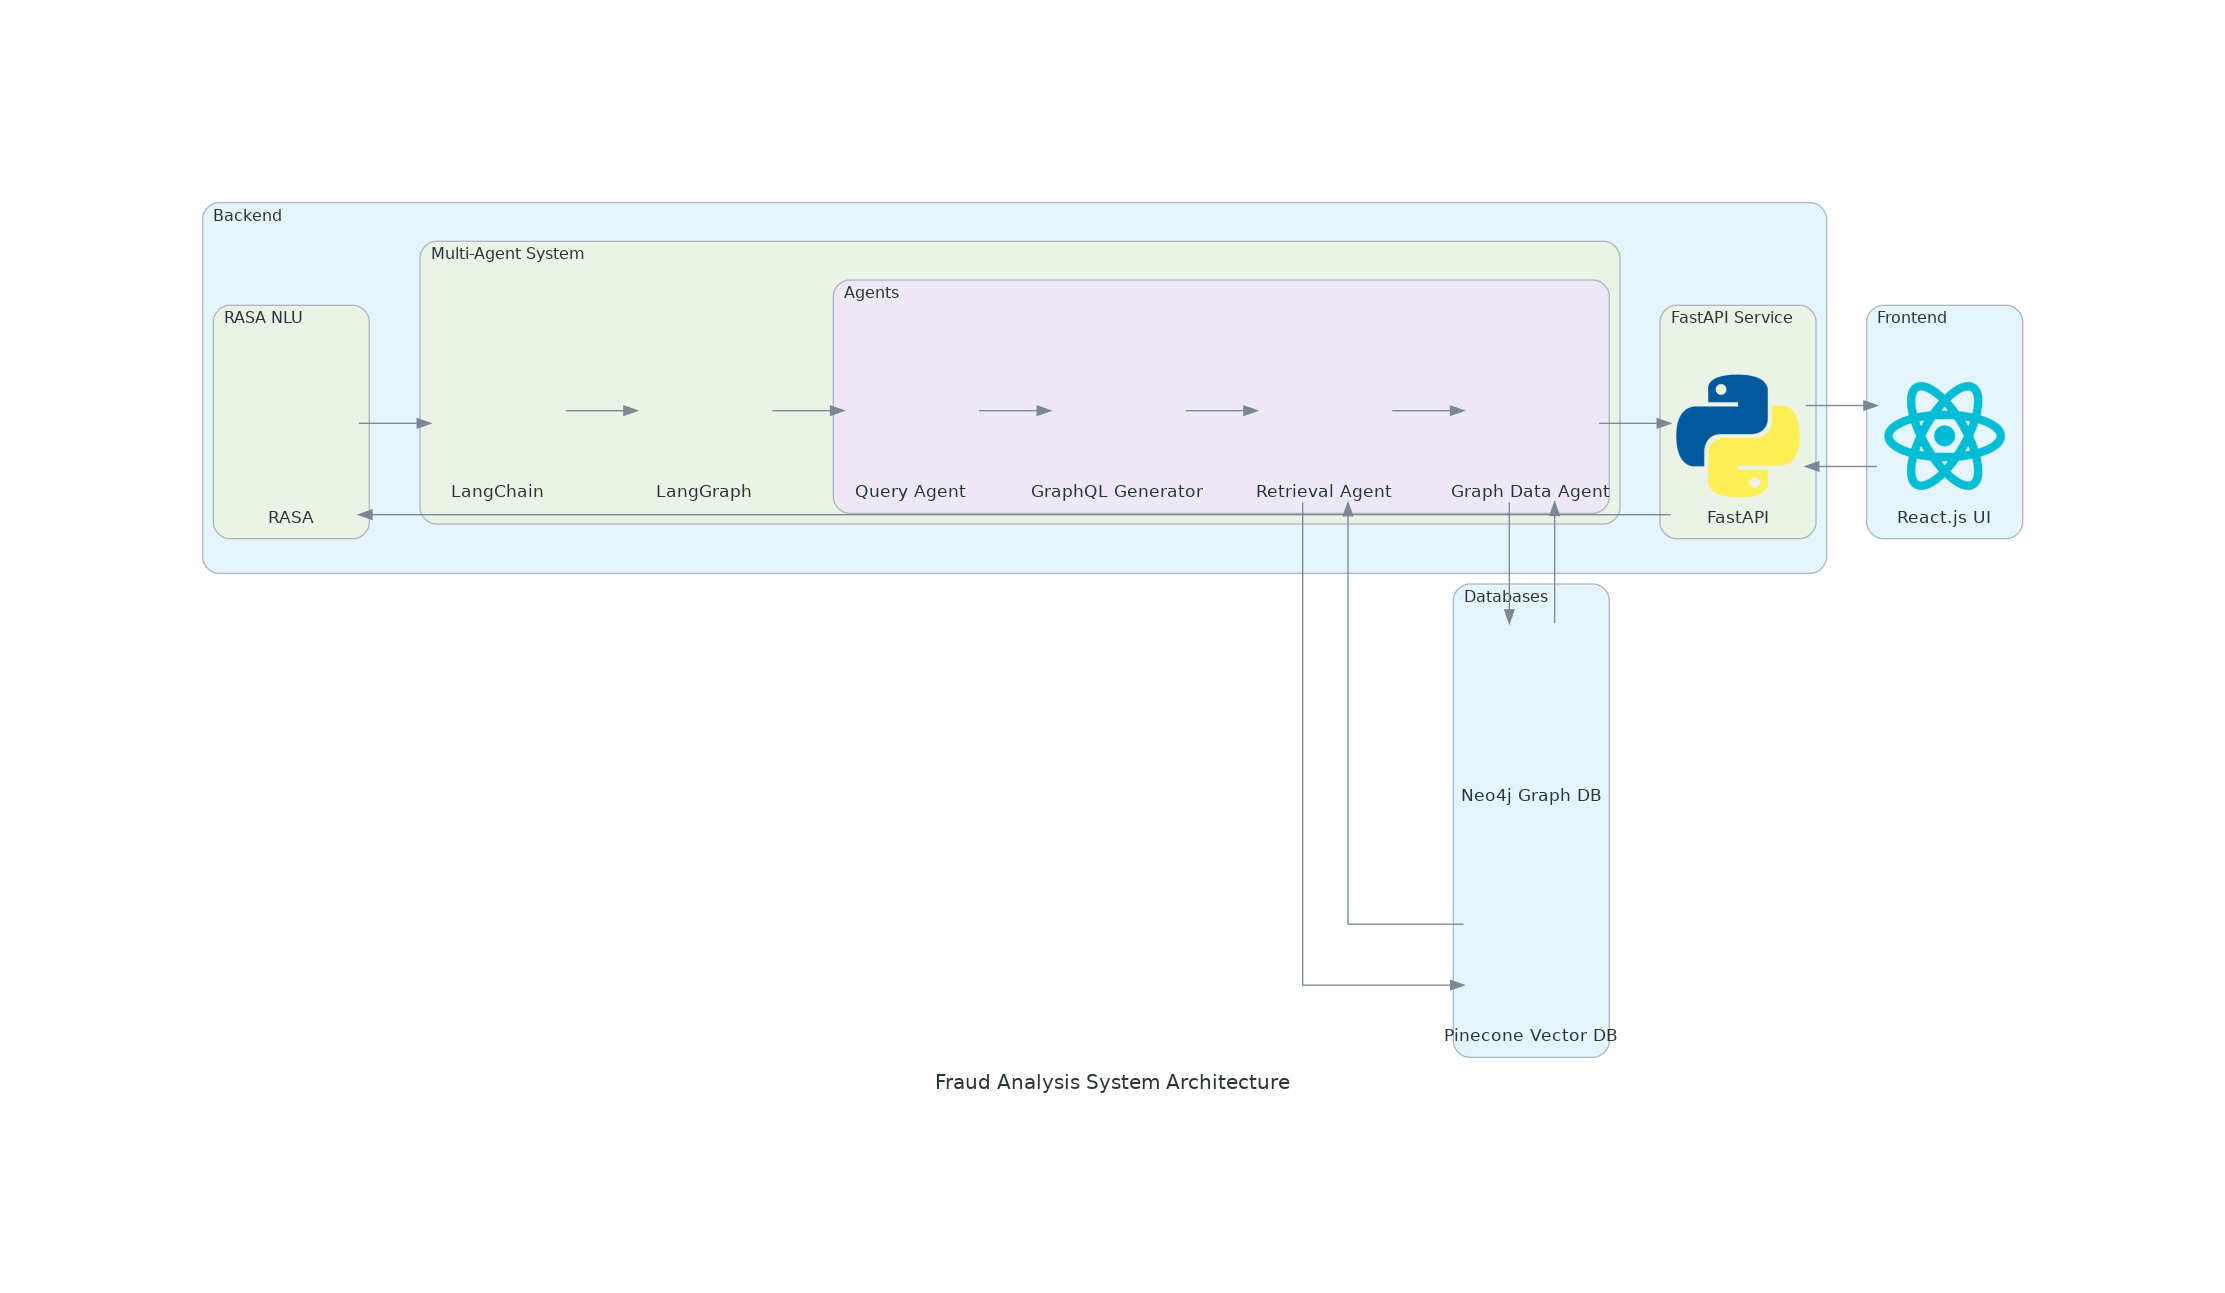 Backend
Multi-Agent System
Agents
RASA NLU
FastAPI Service
Frontend
LangChain
LangGraph
Query Agent
GraphQL Generator
Retrieval Agent
Graph Data Agent
RASA
FastAPI
React.js UI
Databases
Neo4j Graph DB
Pinecone Vector DB
Fraud Analysis System Architecture